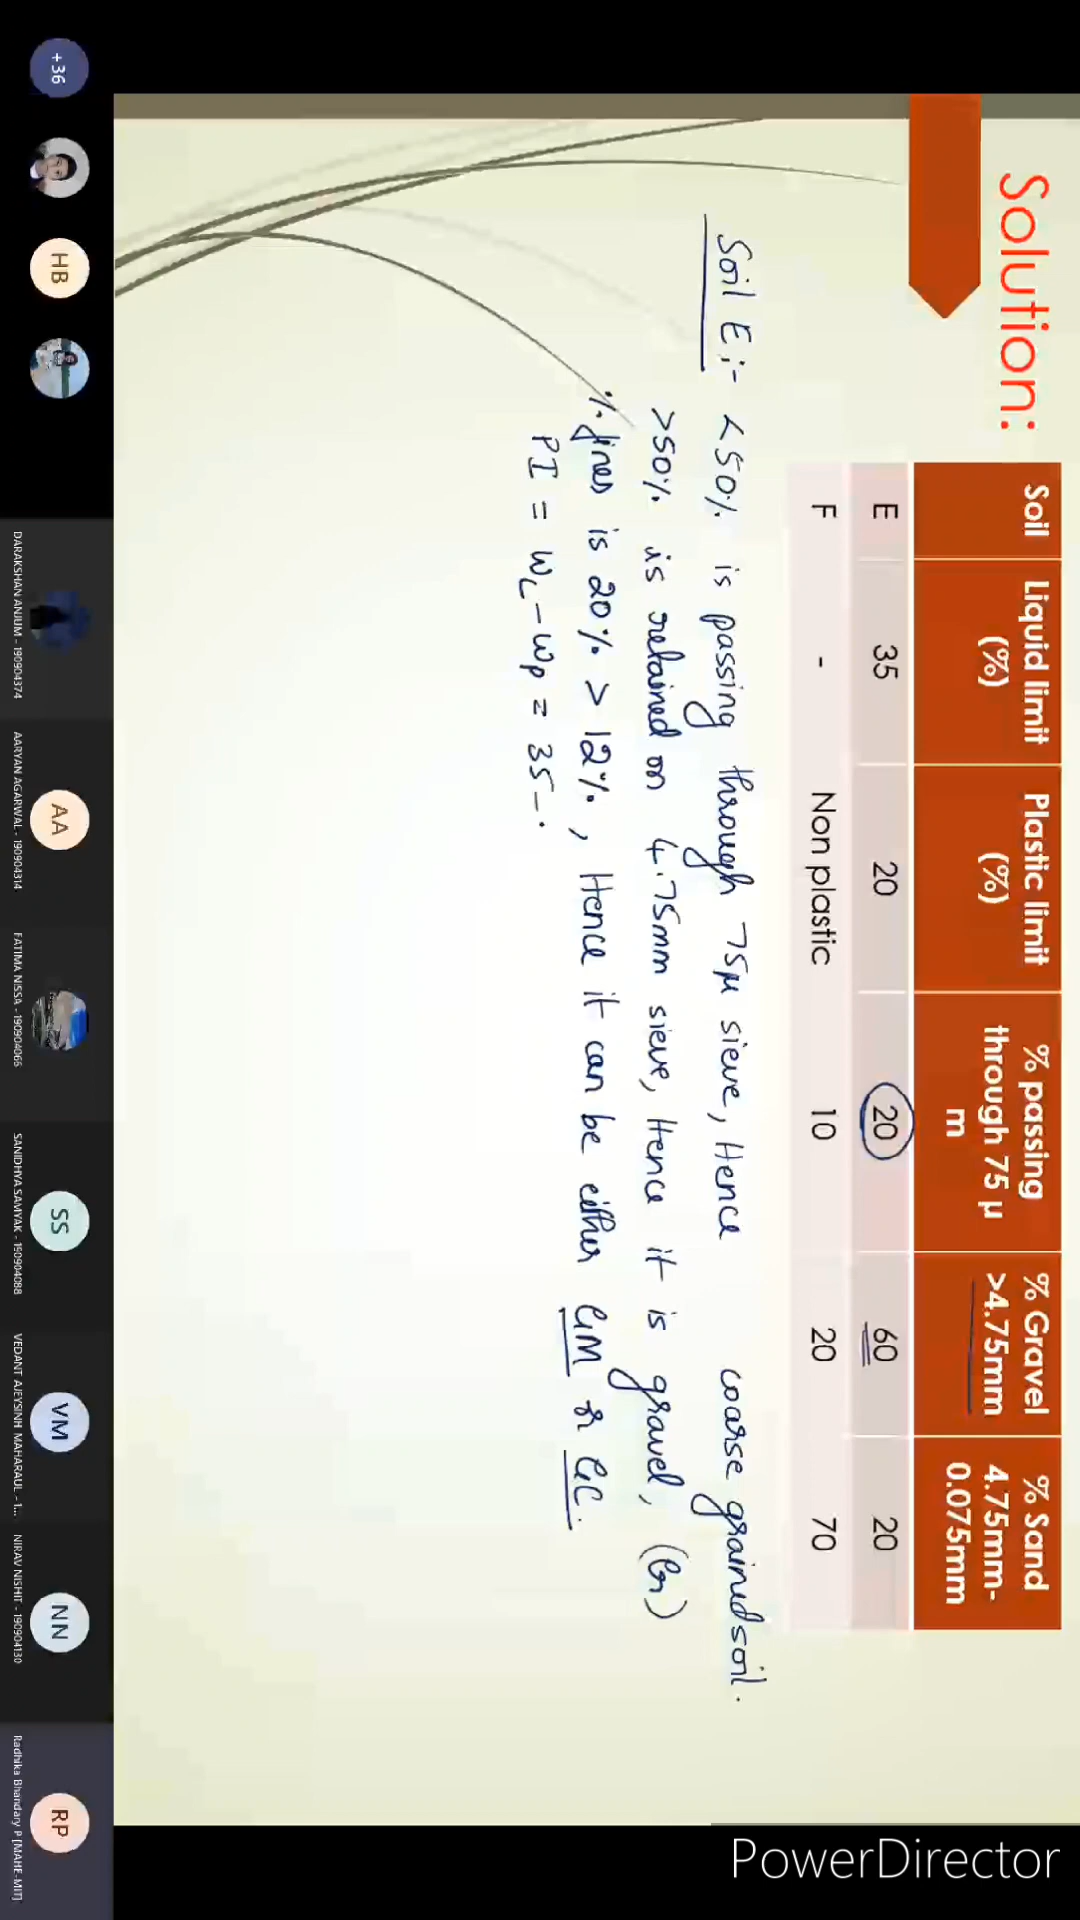 Solution:
Soil Liquid limit (%) Plastic limit (%) % passing through 75 µ m % Gravel >4.75mm % Sand 4.75mm-0.075mm
E 35 20 20 60 20
F - Non plastic 10 20 70
Soil E :- <50% is passing through 75µ sieve, Hence coarse grained soil.
>50% is retained on 4.75mm sieve, Hence it is gravel, (G)
% fines is 20% > 12%, Hence it can be either GM or GC.
PI = WL - WP = 35 -
+36
HB
AA
SS
VM
NN
RP
DARAKSHAN ANJUM - 190904374
AARYAN AGARWAL - 190904314
FATIMA NISSA - 190904066
SANIDHYA SAMYAK - 190904088
VEDANT AJEYSINH MAHARAUL - 1...
NIRAV NISHIT - 190904130
Radhika Bhandary P [MAHE-MIT]
PowerDirector